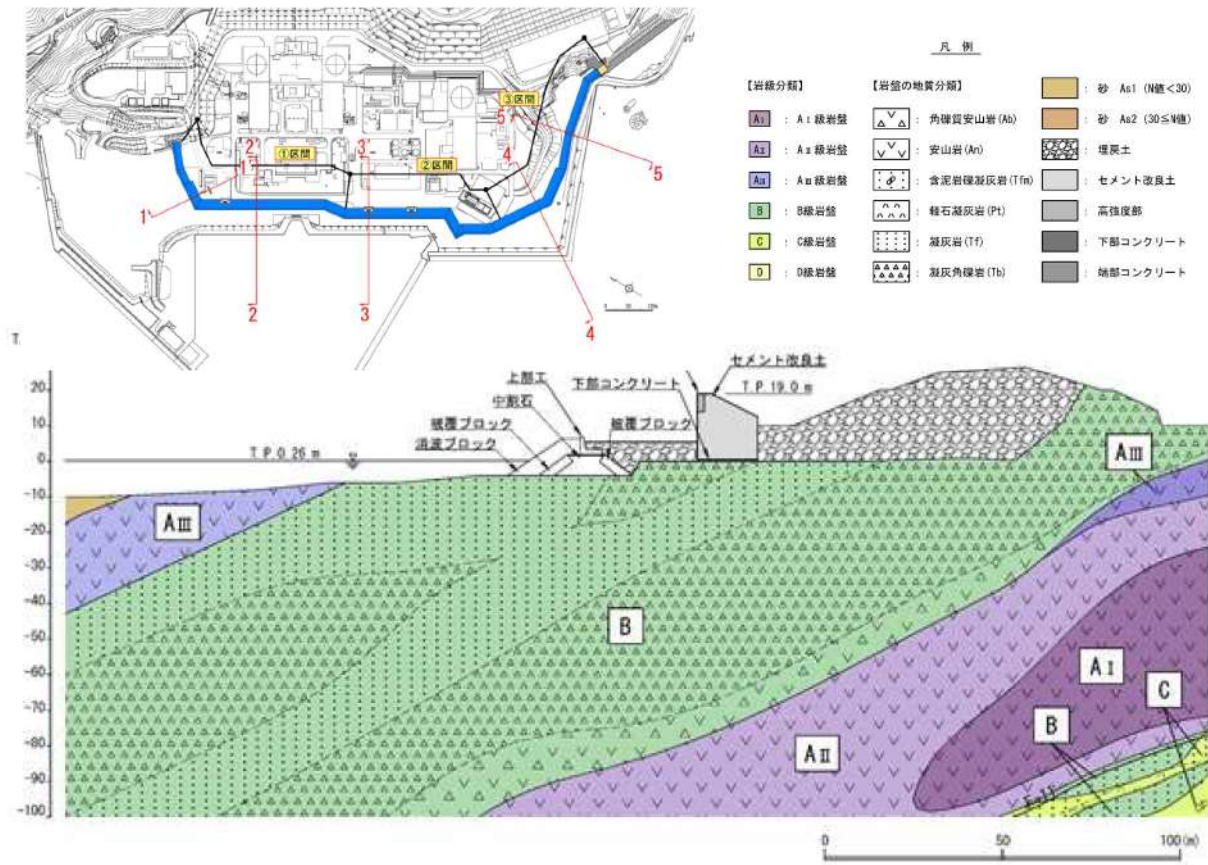 ③区間
5'
2'
①区間
3'
②区間
4'
1'
5
1
2
3
4
凡 例
【岩級分類】
【岩盤の地質分類】
AⅠ : AⅠ級岩盤
AⅡ : AⅡ級岩盤
AⅢ : AⅢ級岩盤
B : B級岩盤
C : C級岩盤
D : D級岩盤
: 角礫質安山岩(Ab)
: 安山岩(An)
: 含泥岩礫凝灰岩(Tfm)
: 軽石凝灰岩(Pt)
: 凝灰岩(Tf)
: 凝灰角礫岩(Tb)
: 砂 As1 (N値<30)
: 砂 As2 (30≦N値)
: 埋戻土
: セメント改良土
: 高強度部
: 下部コンクリート
: 端部コンクリート
T.
20
10
0
-10
-20
-30
-40
-50
-60
-70
-80
-90
-100
セメント改良土
上部工
下部コンクリート
T.P.19.0m
中割石
被覆ブロック
被覆ブロック
消波ブロック
T.P.0.26m
AⅢ
AⅢ
B
AⅠ
C
B
AⅡ
0
50
100(m)